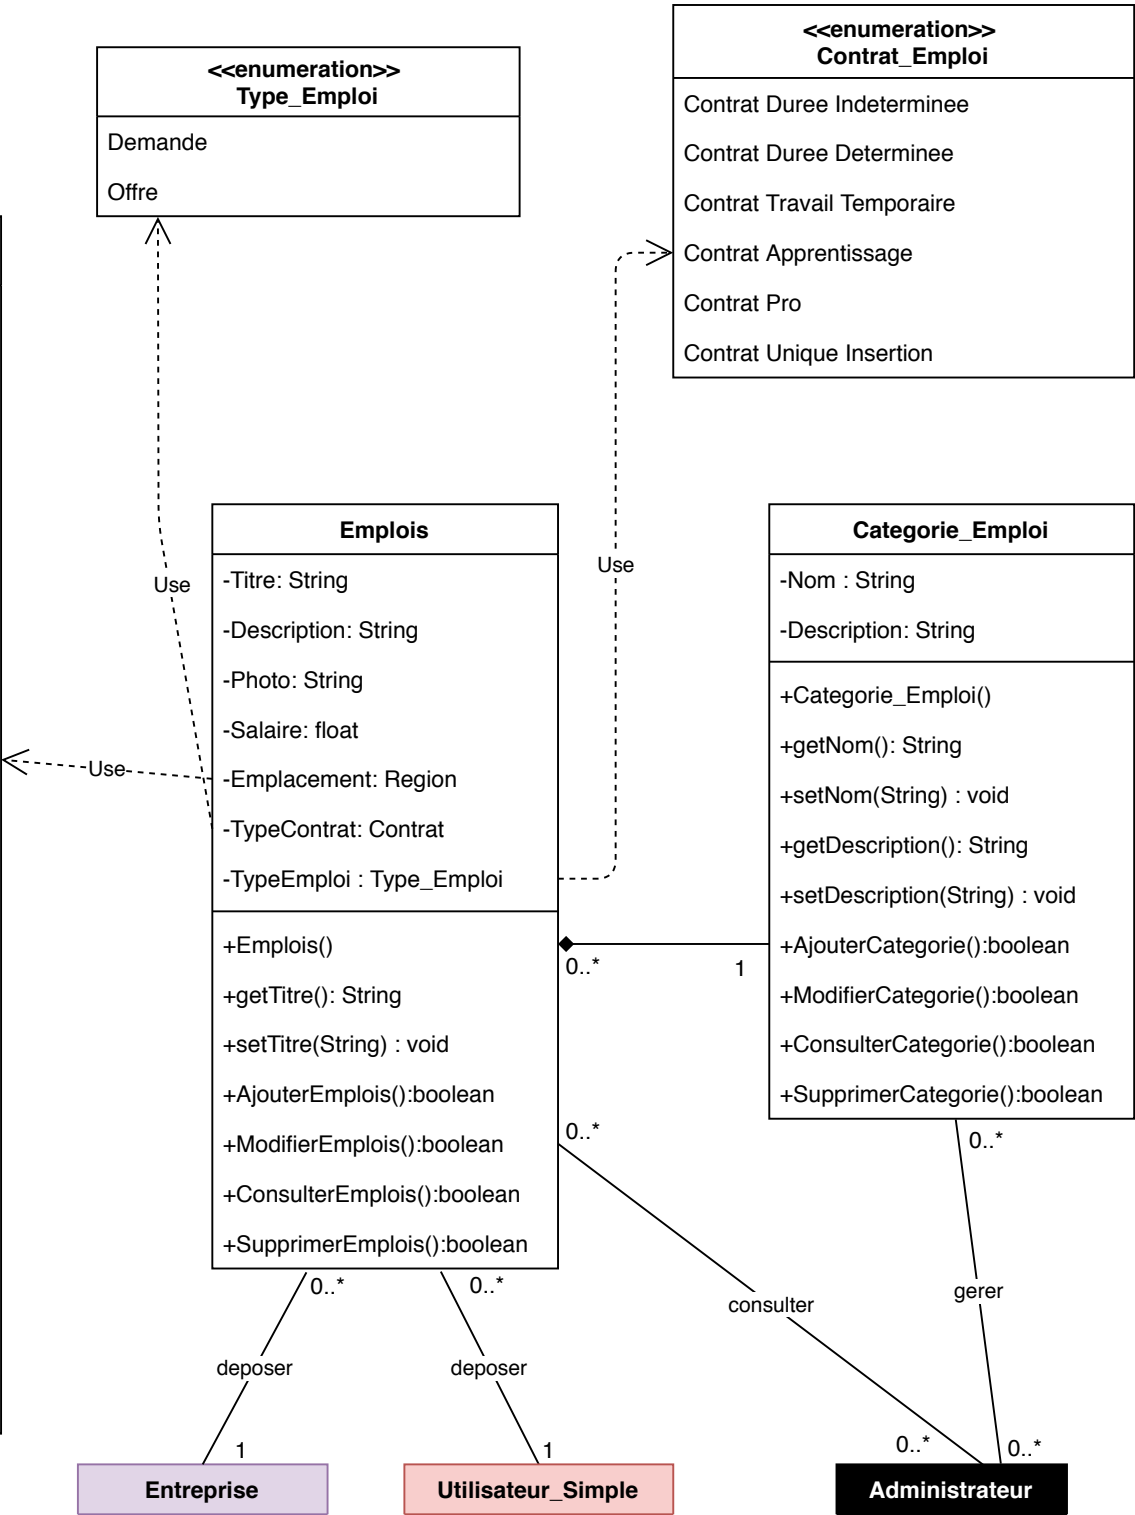 <<enumeration>>
Type_Emploi
Demande
Offre
<<enumeration>>
Contrat_Emploi
Contrat Duree Indeterminee
Contrat Duree Determinee
Contrat Travail Temporaire
Contrat Apprentissage
Contrat Pro
Contrat Unique Insertion
Use
Use
Use
Emplois
-Titre: String
-Description: String
-Photo: String
-Salaire: float
-Emplacement: Region
-TypeContrat: Contrat
-TypeEmploi : Type_Emploi
+Emplois()
+getTitre(): String
+setTitre(String) : void
+AjouterEmplois():boolean
+ModifierEmplois():boolean
+ConsulterEmplois():boolean
+SupprimerEmplois():boolean
Categorie_Emploi
-Nom : String
-Description: String
+Categorie_Emploi()
+getNom(): String
+setNom(String) : void
+getDescription(): String
+setDescription(String) : void
+AjouterCategorie():boolean
+ModifierCategorie():boolean
+ConsulterCategorie():boolean
+SupprimerCategorie():boolean
0..*
1
0..*
0..*
0..*
0..*
consulter
gerer
deposer
deposer
1
1
0..*
0..*
Entreprise
Utilisateur_Simple
Administrateur